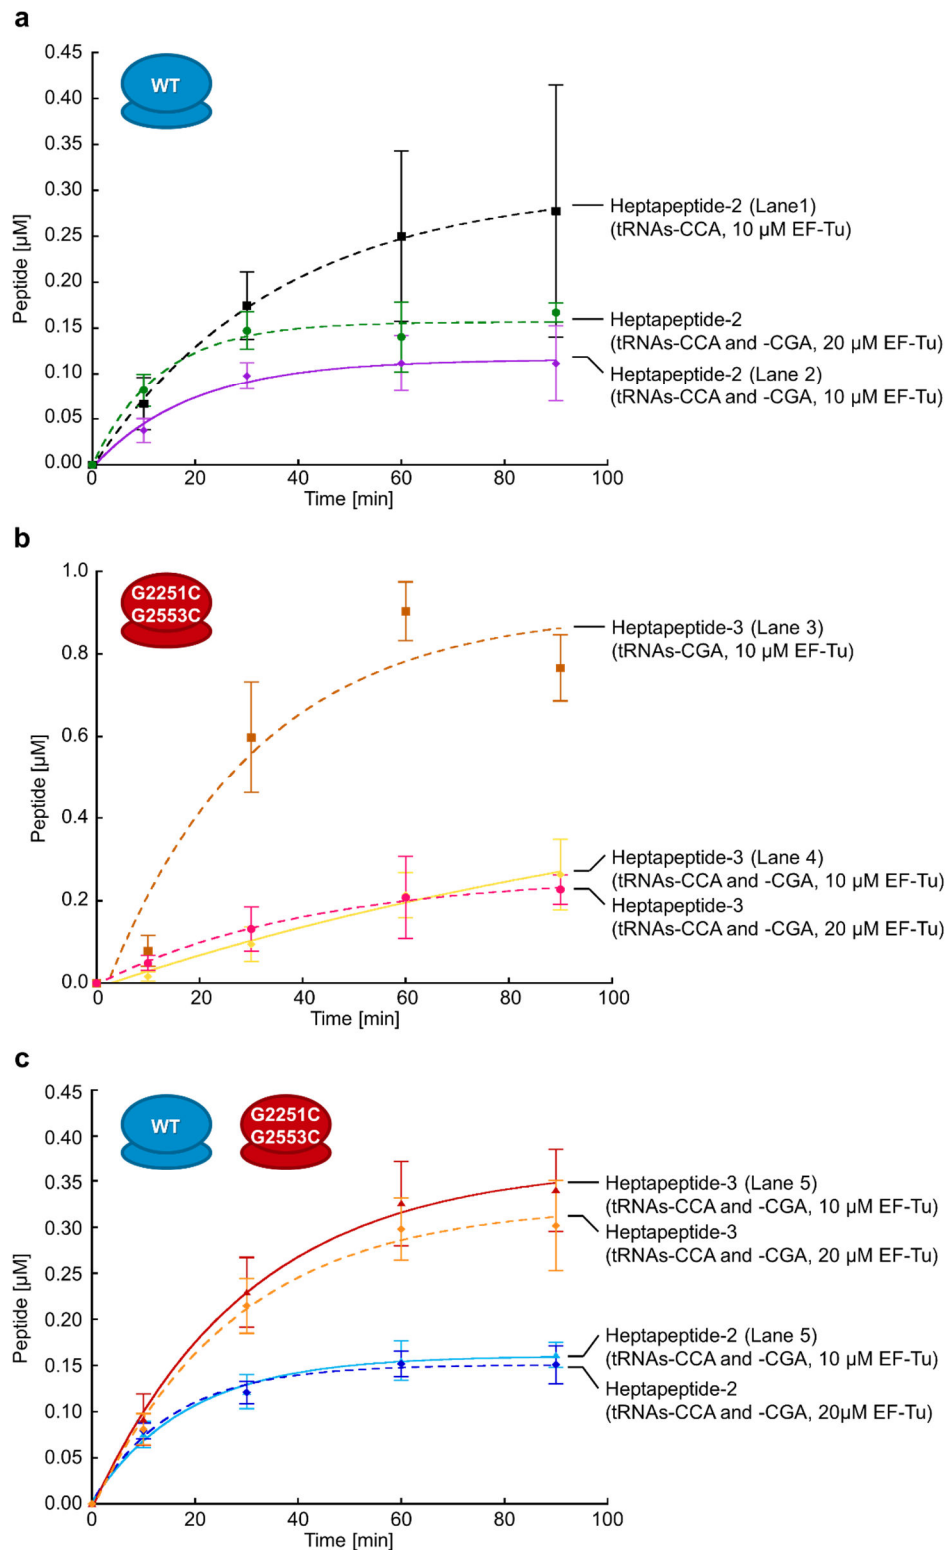 a
0.45
0.40
0.35
0.30
0.25
0.20
0.15
0.10
0.05
0.00
Peptide [µM]
WT
0 20 40 60 80 100
Time [min]
Heptapeptide-2 (Lane1)
(tRNAs-CCA, 10 µM EF-Tu)
Heptapeptide-2
(tRNAs-CCA and -CGA, 20 µM EF-Tu)
Heptapeptide-2 (Lane 2)
(tRNAs-CCA and -CGA, 10 µM EF-Tu)
b
1.0
0.8
0.6
0.4
0.2
0.0
Peptide [µM]
G2251C
G2553C
0 20 40 60 80 100
Time [min]
Heptapeptide-3 (Lane 3)
(tRNAs-CGA, 10 µM EF-Tu)
Heptapeptide-3 (Lane 4)
(tRNAs-CCA and -CGA, 10 µM EF-Tu)
Heptapeptide-3
(tRNAs-CCA and -CGA, 20 µM EF-Tu)
c
0.45
0.40
0.35
0.30
0.25
0.20
0.15
0.10
0.05
0.00
Peptide [µM]
WT
G2251C
G2553C
0 20 40 60 80 100
Time [min]
Heptapeptide-3 (Lane 5)
(tRNAs-CCA and -CGA, 10 µM EF-Tu)
Heptapeptide-3
(tRNAs-CCA and -CGA, 20 µM EF-Tu)
Heptapeptide-2 (Lane 5)
(tRNAs-CCA and -CGA, 10 µM EF-Tu)
Heptapeptide-2
(tRNAs-CCA and -CGA, 20µM EF-Tu)